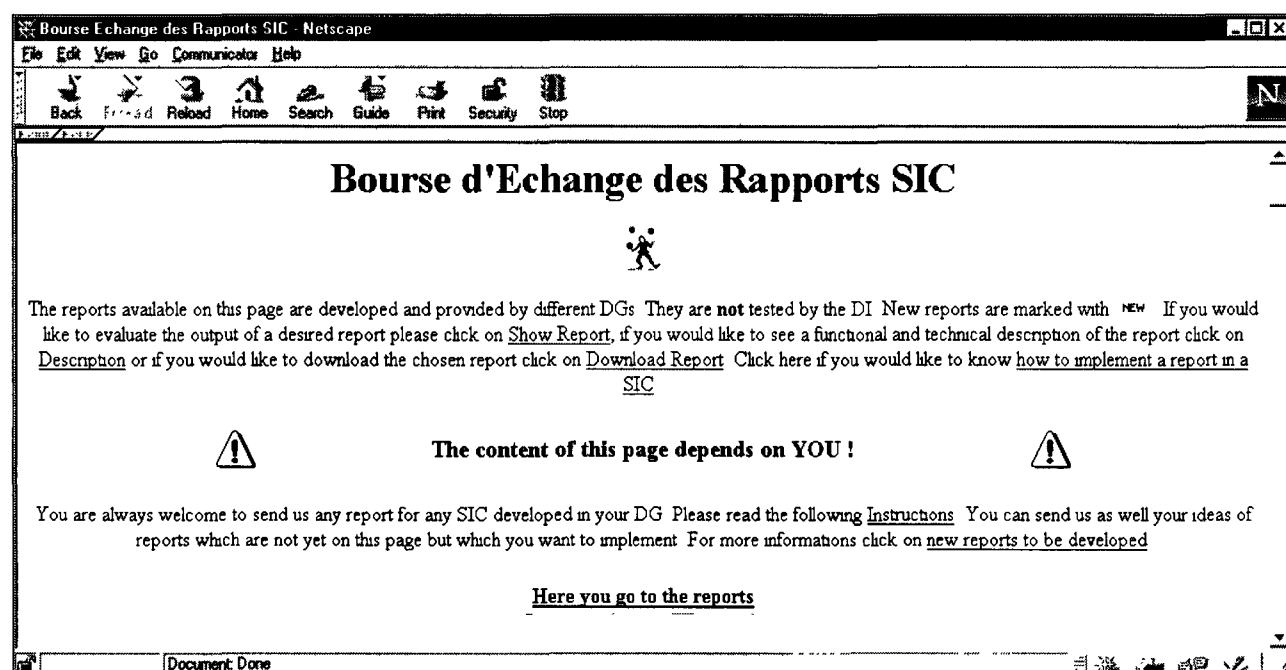 Bourse Echange des Rapports SIC - Netscape
File Edit View Go Communicator Help
Back Reload Home Search Guide Print Security Stop
N
Bourse d'Echange des Rapports SIC
The reports available on this page are developed and provided by different DGs They are not tested by the DI New reports are marked with NEW If you would
like to evaluate the output of a desired report please click on Show Report, if you would like to see a functional and technical description of the report click on
Description or if you would like to download the chosen report click on Download Report Click here if you would like to know how to implement a report in a
SIC
The content of this page depends on YOU !
You are always welcome to send us any report for any SIC developed in your DG Please read the following Instructions You can send us as well your ideas of
reports which are not yet on this page but which you want to implement For more informations click on new reports to be developed
Here you go to the reports
Document: Done